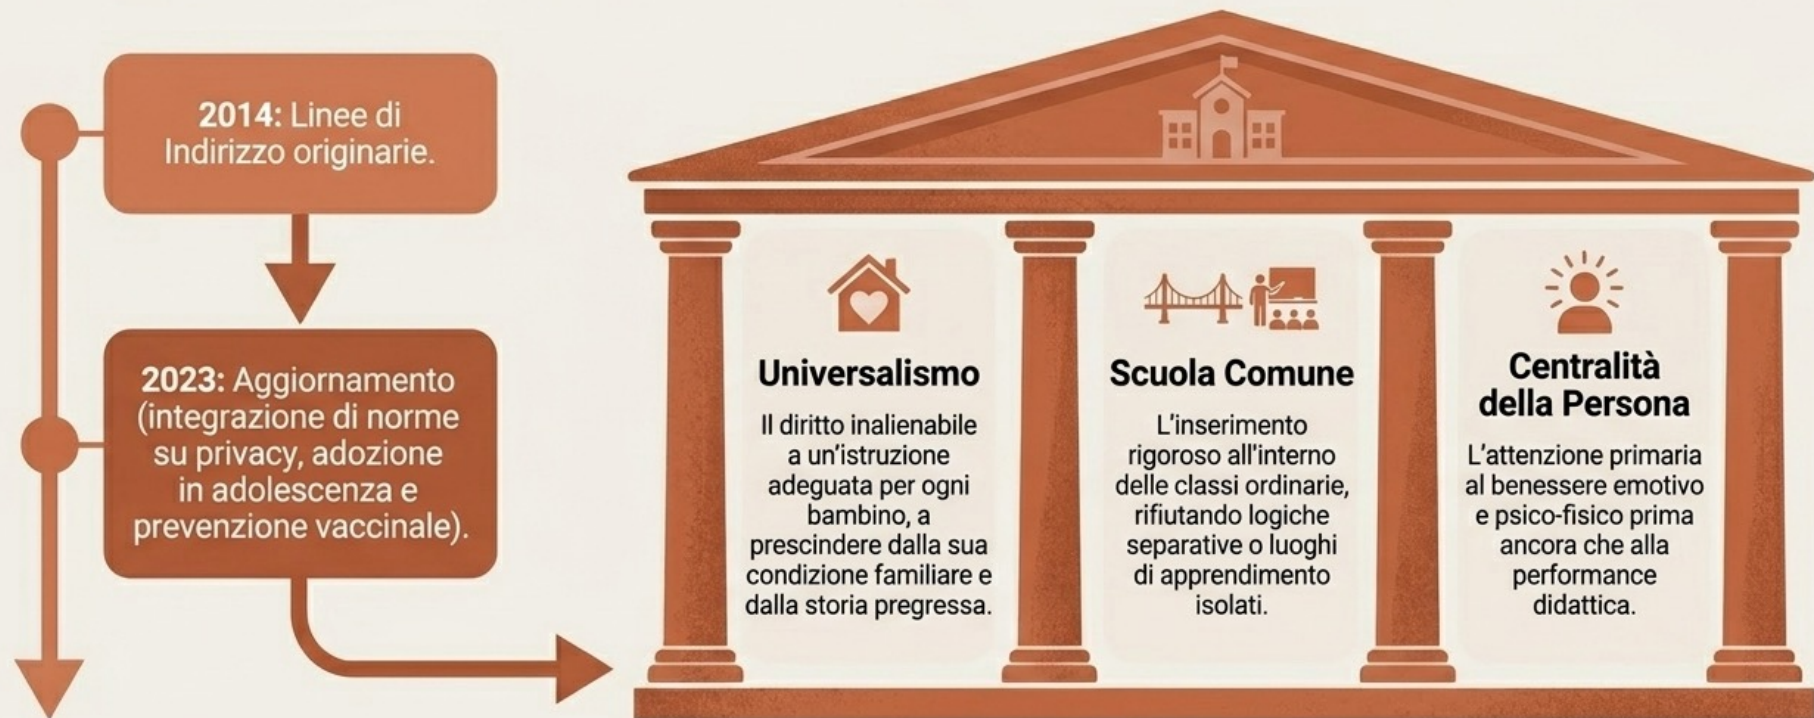 2014: Linee di
Indirizzo originarie.
2023: Aggiornamento
(integrazione di norme
su privacy, adozione
in adolescenza e
prevenzione vaccinale).
Universalismo
Il diritto inalienabile
a un'istruzione
adeguata per ogni
bambino, a
prescindere dalla sua
condizione familiare e
dalla storia pregressa.
Scuola Comune
L'inserimento
rigoroso all'interno
delle classi ordinarie,
rifiutando logiche
separative o luoghi
di apprendimento
isolati.
Centralità
della Persona
L'attenzione primaria
al benessere emotivo
e psico-fisico prima
ancora che alla
performance
didattica.